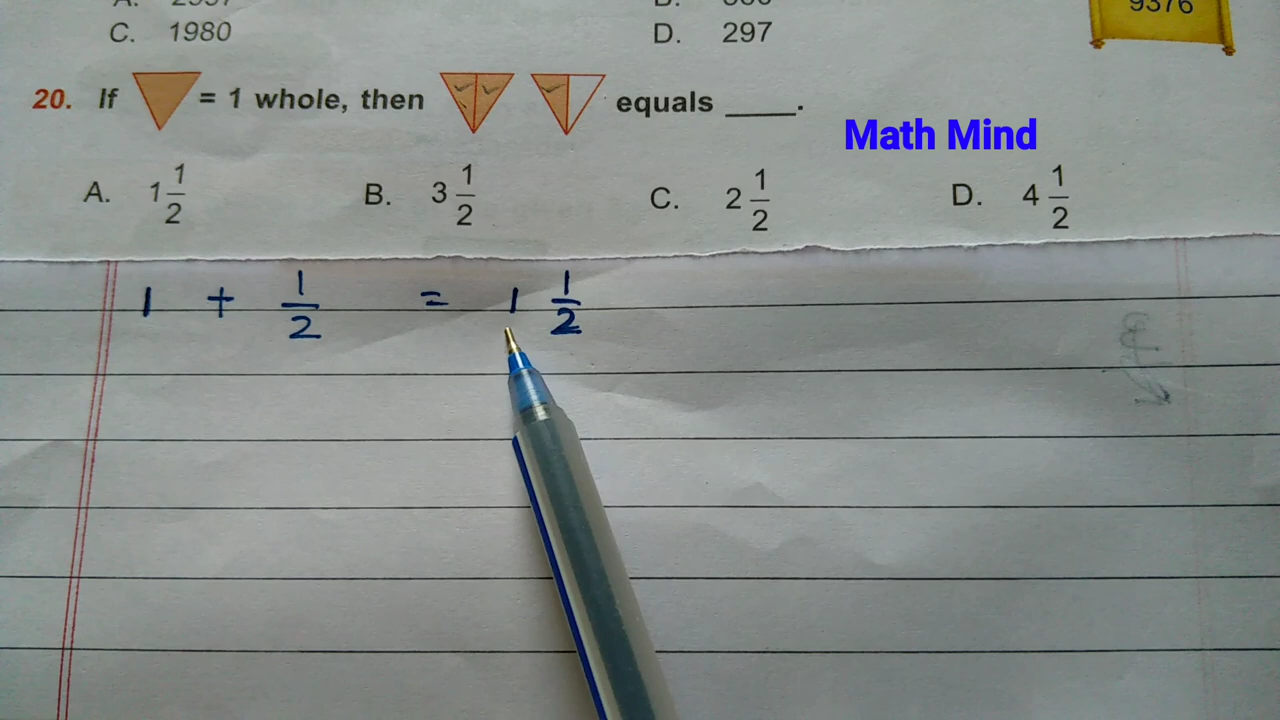 C. 1980 D. 297
9376
20. If = 1 whole, then equals ____.
Math Mind
A. 1 1/2 B. 3 1/2 C. 2 1/2 D. 4 1/2
1 + 1/2 = 1 1/2